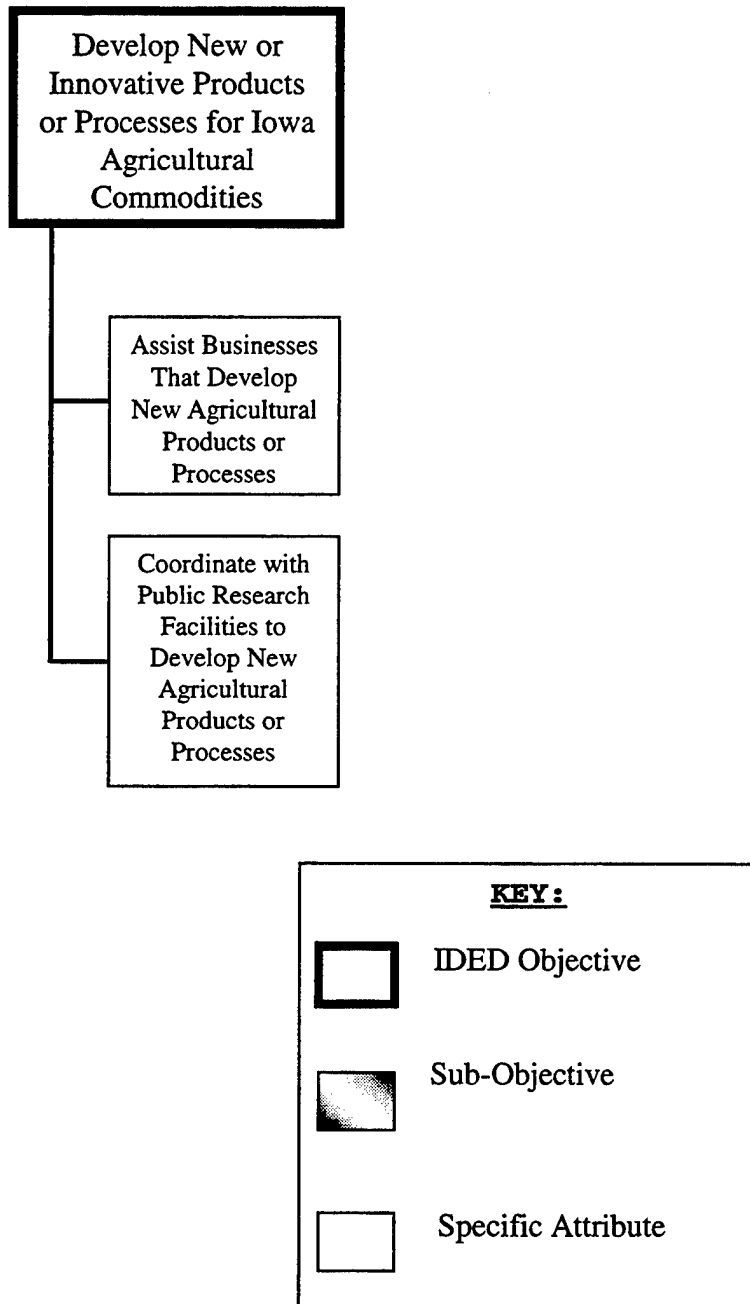 Develop New or
Innovative Products
or Processes for Iowa
Agricultural
Commodities
Assist Businesses
That Develop
New Agricultural
Products or
Processes
Coordinate with
Public Research
Facilities to
Develop New
Agricultural
Products or
Processes
KEY:
IDED Objective
Sub-Objective
Specific Attribute